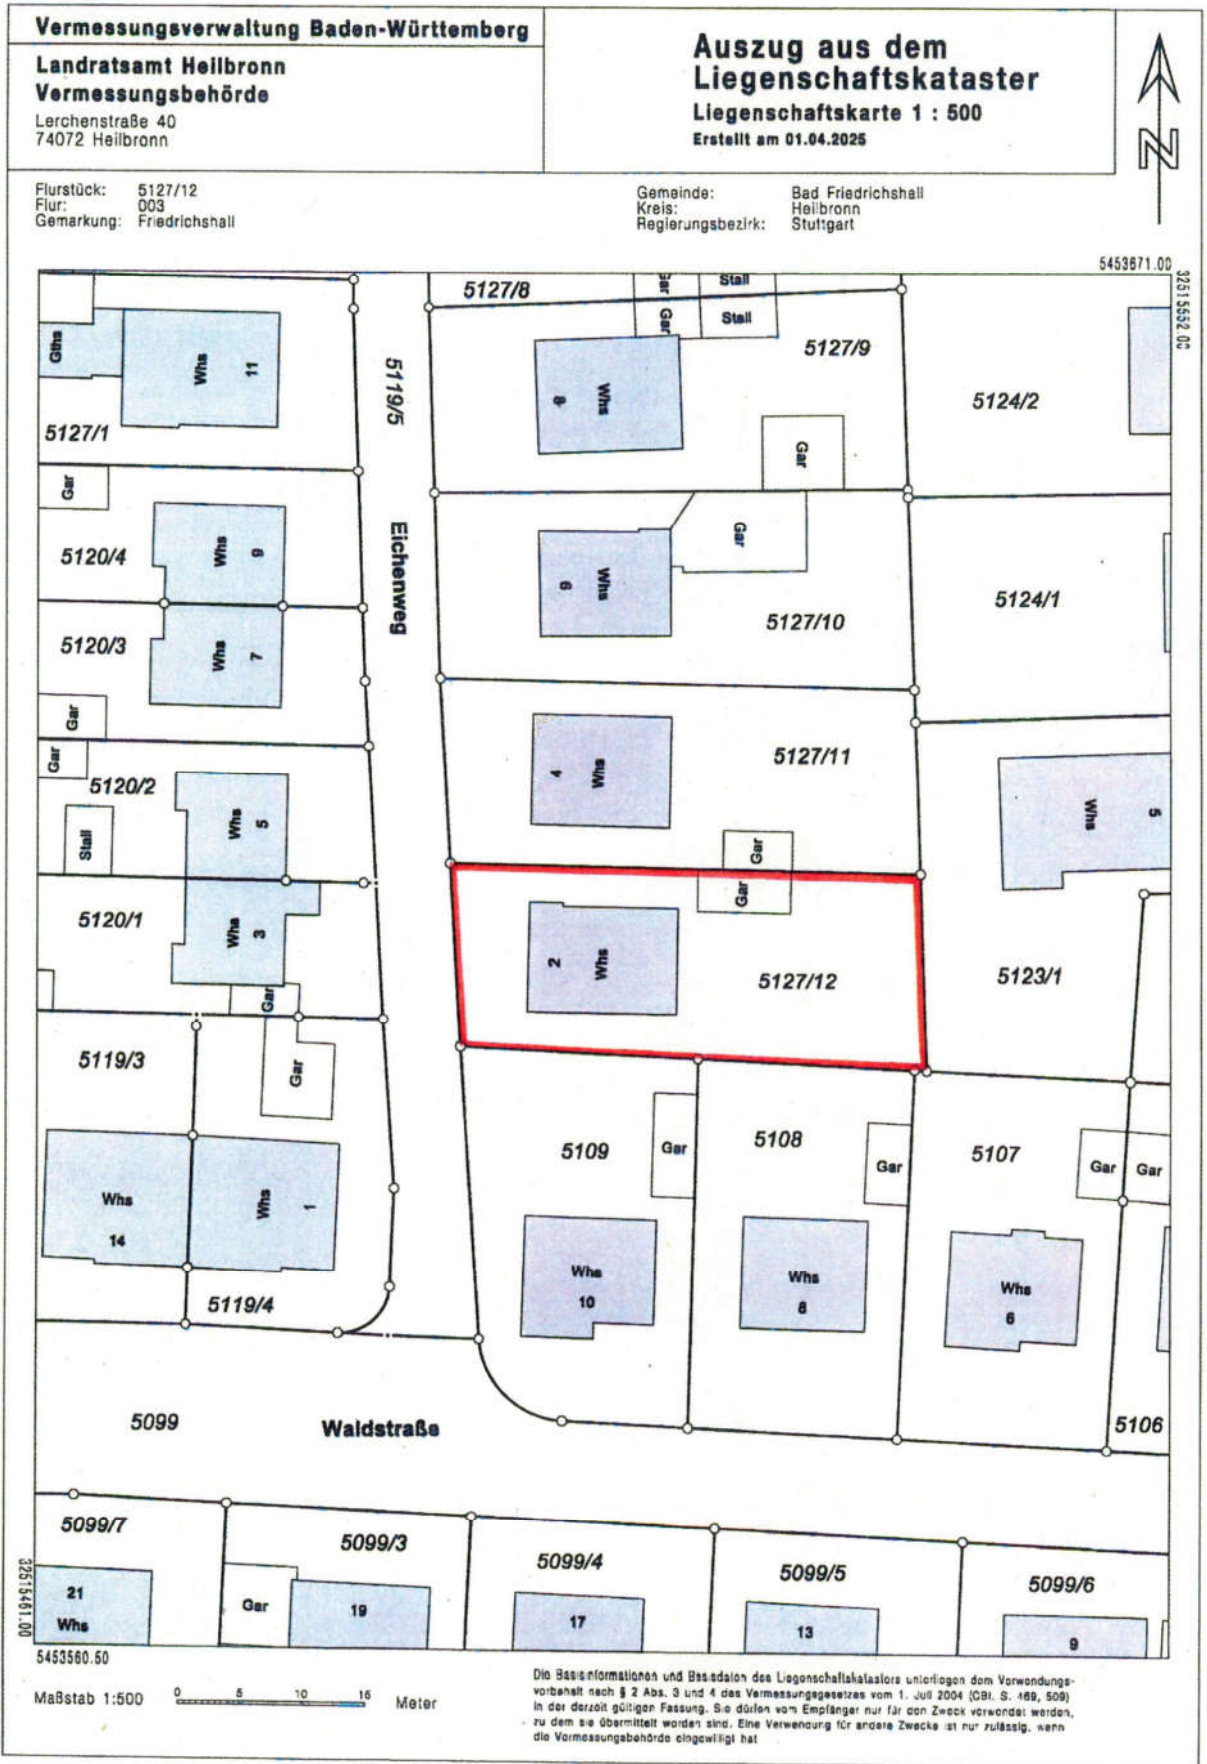 Vermessungsverwaltung Baden-Württemberg
Landratsamt Heilbronn
Vermessungsbehörde
Lerchenstraße 40
74072 Heilbronn
Auszug aus dem
Liegenschaftskataster
Liegenschaftskarte 1 : 500
Erstellt am 01.04.2025
N
Flurstück: 5127/12
Flur: 003
Gemarkung: Friedrichshall
Gemeinde: Bad Friedrichshall
Kreis: Heilbronn
Regierungsbezirk: Stuttgart
5453671.00
32515552.00
5127/8
Gar
Stall
Gar
Stall
Gths
Whs
11
5127/1
5119/5
8
Whs
5127/9
Gar
5124/2
Gar
5120/4
Whs
9
Eichenweg
6
Whs
Gar
5127/10
5124/1
5120/3
Whs
7
Gar
Gar
5120/2
Stall
Whs
5
4
Whs
5127/11
Gar
Whs
5
5120/1
Whs
3
Gar
Gar
2
Whs
5127/12
5123/1
5119/3
Gar
5109
Gar
5108
Gar
5107
Gar
Gar
Whs
14
Whs
1
5119/4
Whs
10
Whs
8
Whs
6
5099
Waldstraße
5106
5099/7
5099/3
5099/4
5099/5
5099/6
21
Whs
Gar
19
17
13
9
32515461.00
5453560.50
Maßstab 1:500
0 5 10 15
Meter
Die Basisinformationen und Basisdaten des Liegenschaftskatasters unterliegen dem Verwendungs-
vorbehalt nach § 2 Abs. 3 und 4 des Vermessungsgesetzes vom 1. Juli 2004 (GBl. S. 469, 509)
in der derzeit gültigen Fassung. Sie dürfen vom Empfänger nur für den Zweck verwendet werden,
zu dem sie übermittelt worden sind. Eine Verwendung für andere Zwecke ist nur zulässig, wenn
die Vermessungsbehörde eingewilligt hat